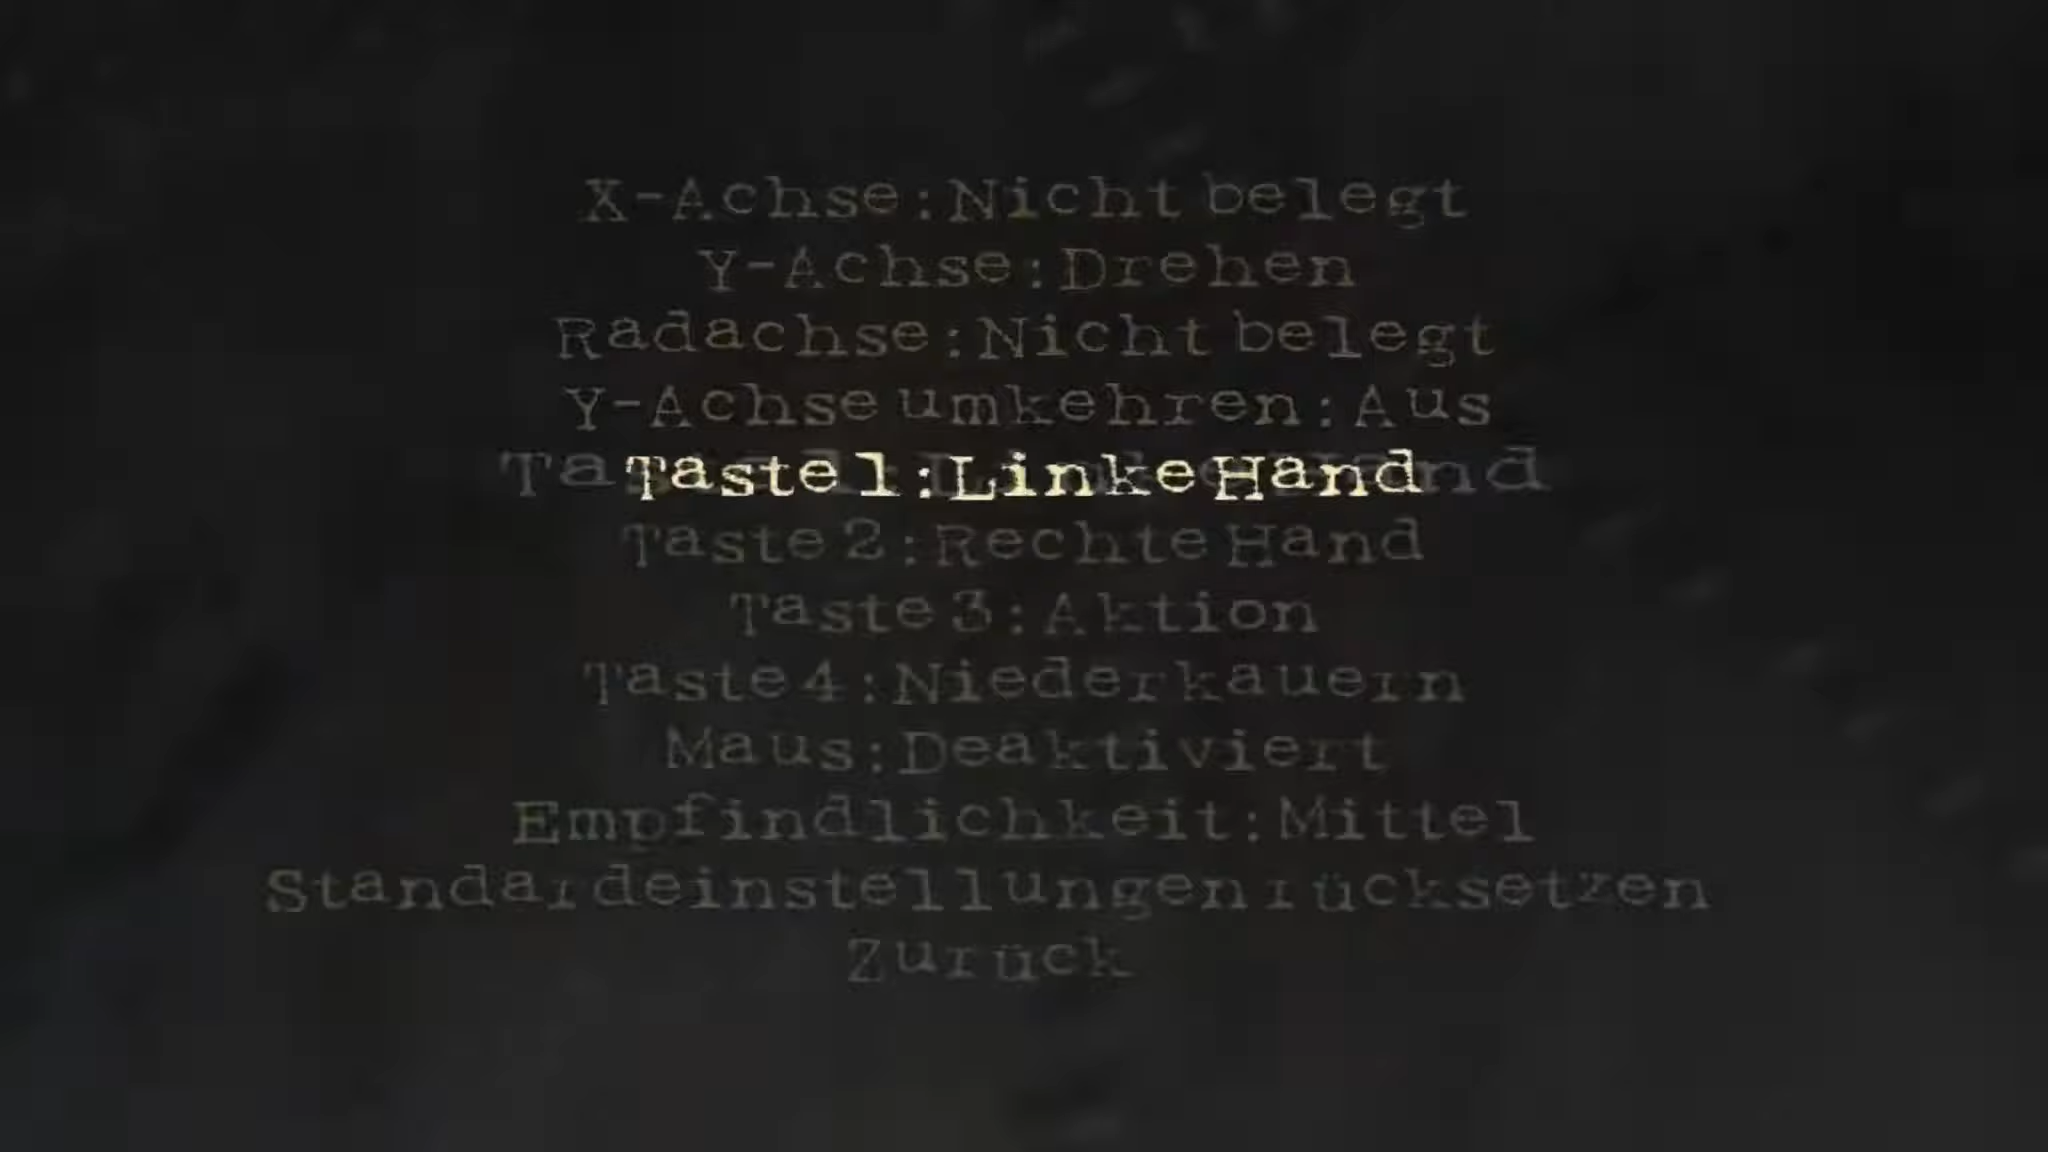 X-Achse:Nicht belegt
Y-Achse:Drehen
Radachse:Nicht belegt
Y-Achse umkehren:Aus
Taste 1:Linke Hand
Taste 2:Rechte Hand
Taste 3:Aktion
Taste 4:Niederkauern
Maus:Deaktiviert
Empfindlichkeit:Mittel
Standardeinstellungen rücksetzen
Zurück